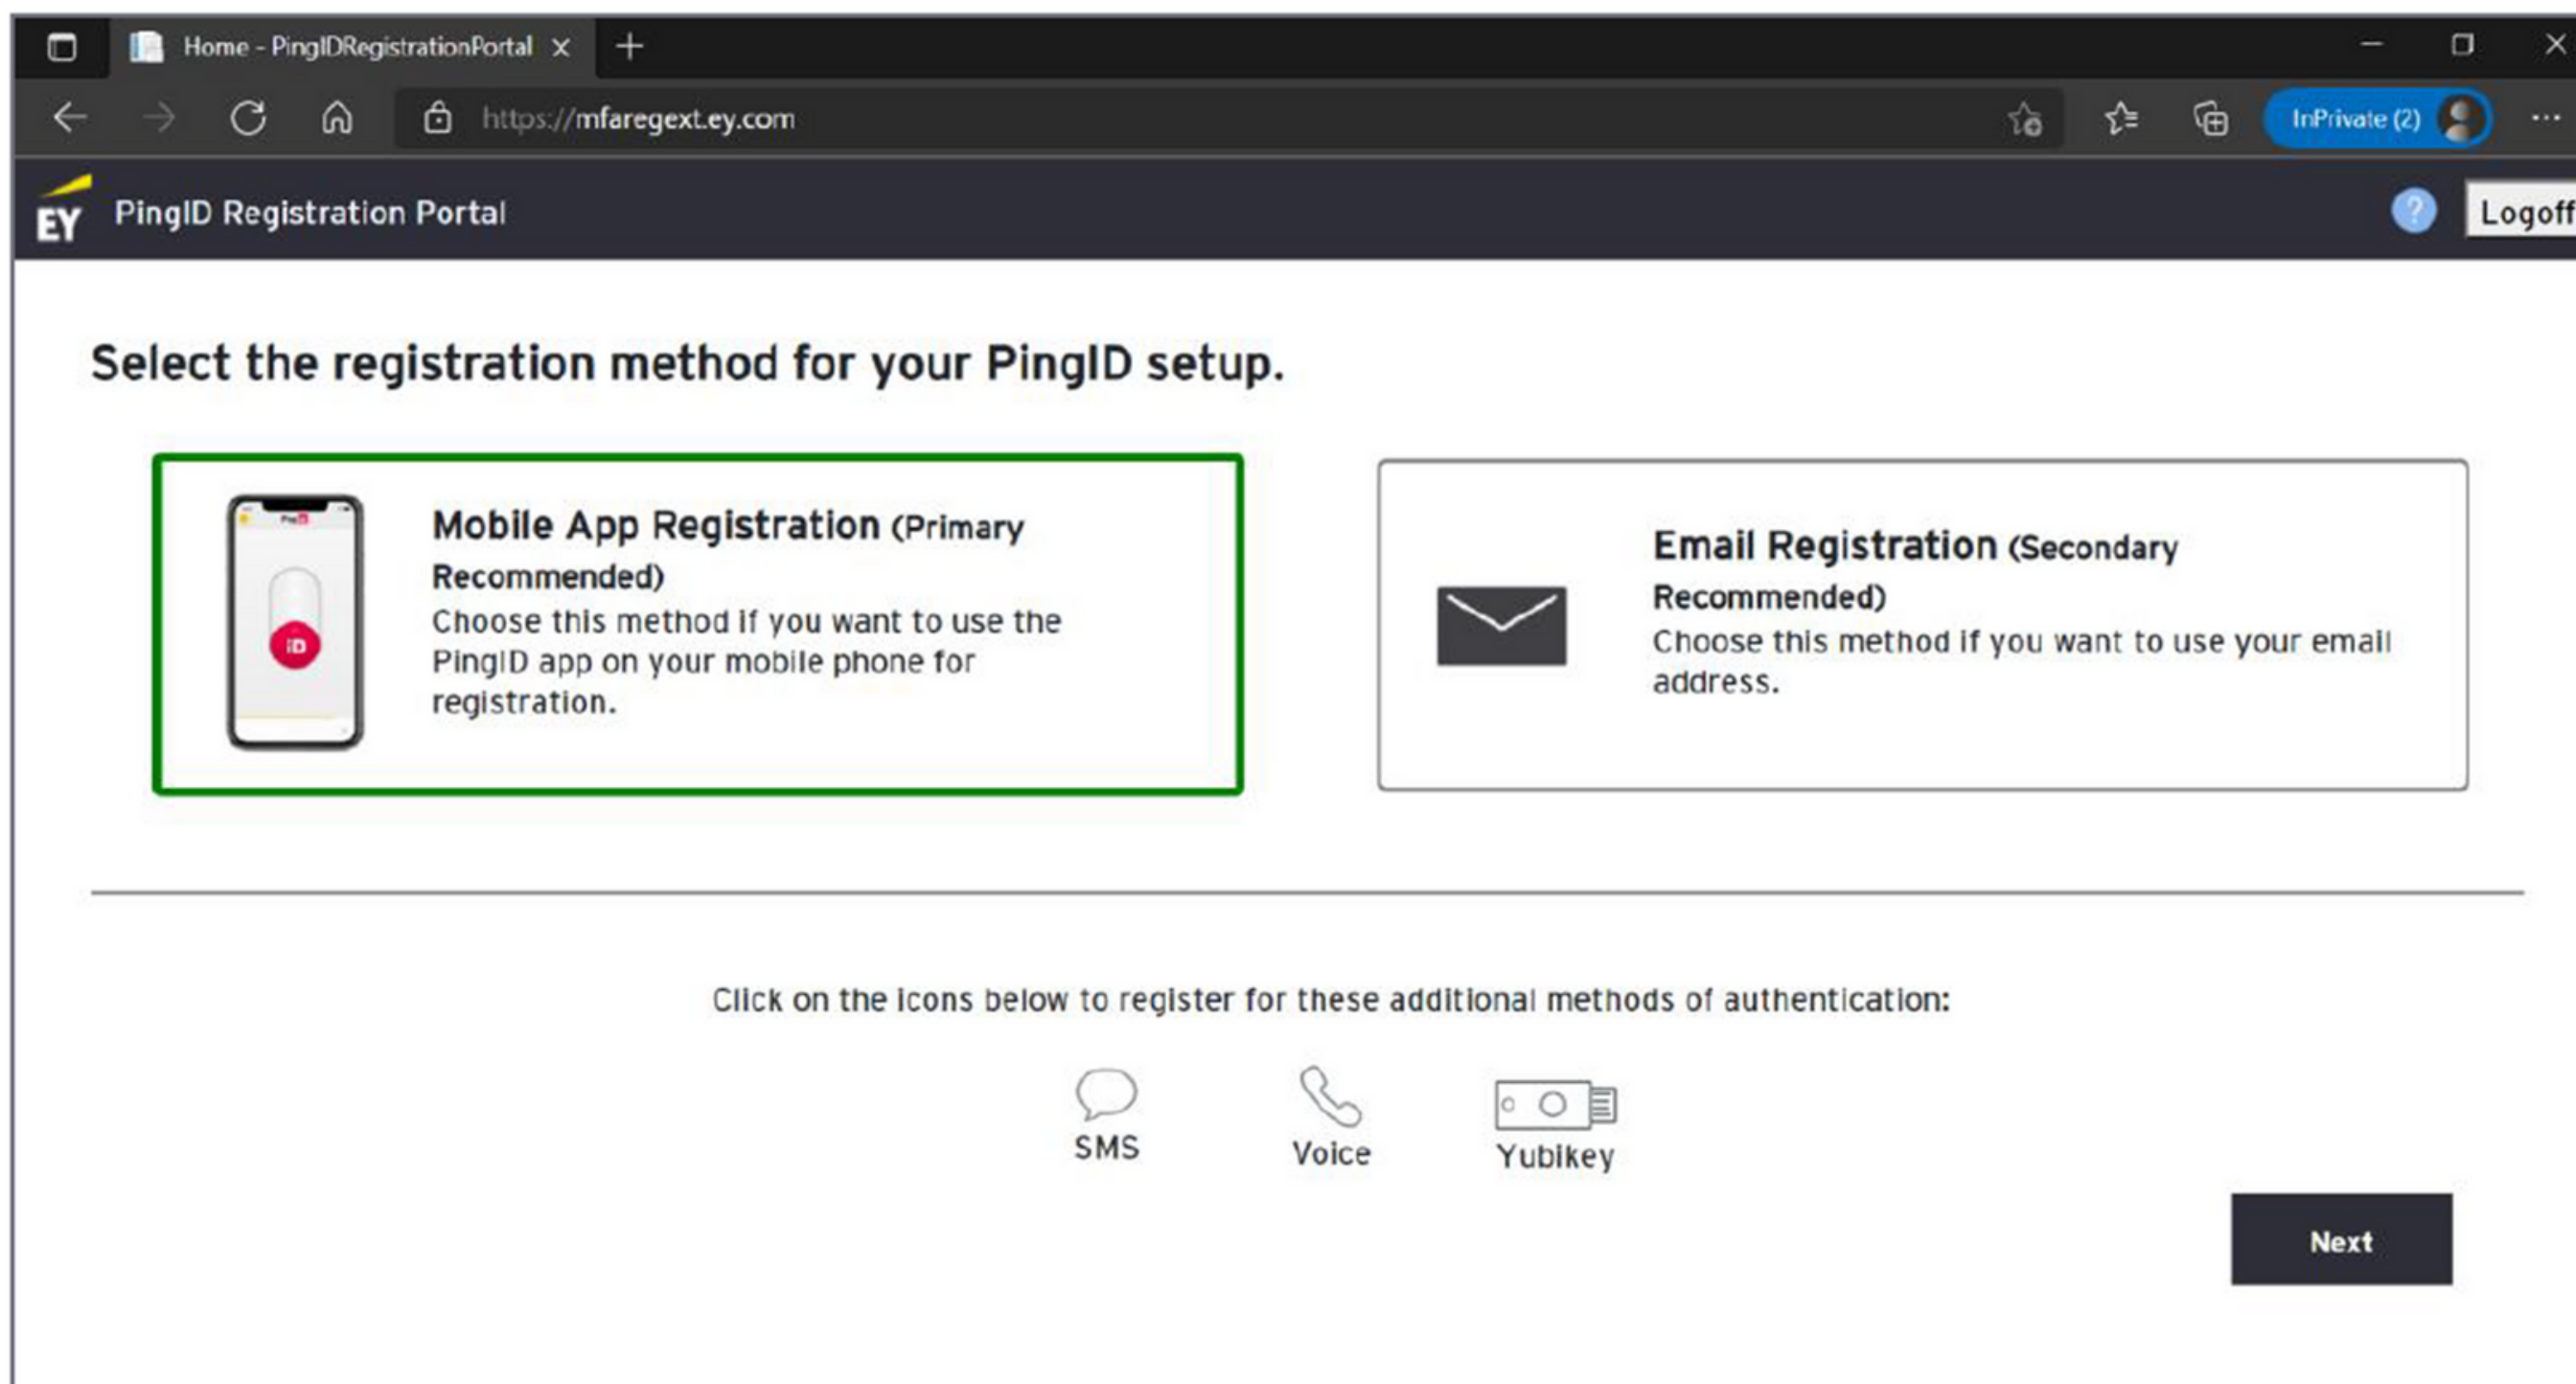 Home - PingIDRegistrationPortal
https://mfaregext.ey.com
InPrivate (2)
EY
PingID Registration Portal
?
Logoff
Select the registration method for your PingID setup.
Mobile App Registration (Primary
Recommended)
Choose this method if you want to use the
PingID app on your mobile phone for
registration.
iD
Email Registration (Secondary
Recommended)
Choose this method if you want to use your email
address.
Click on the icons below to register for these additional methods of authentication:
SMS
Voice
Yubikey
Next